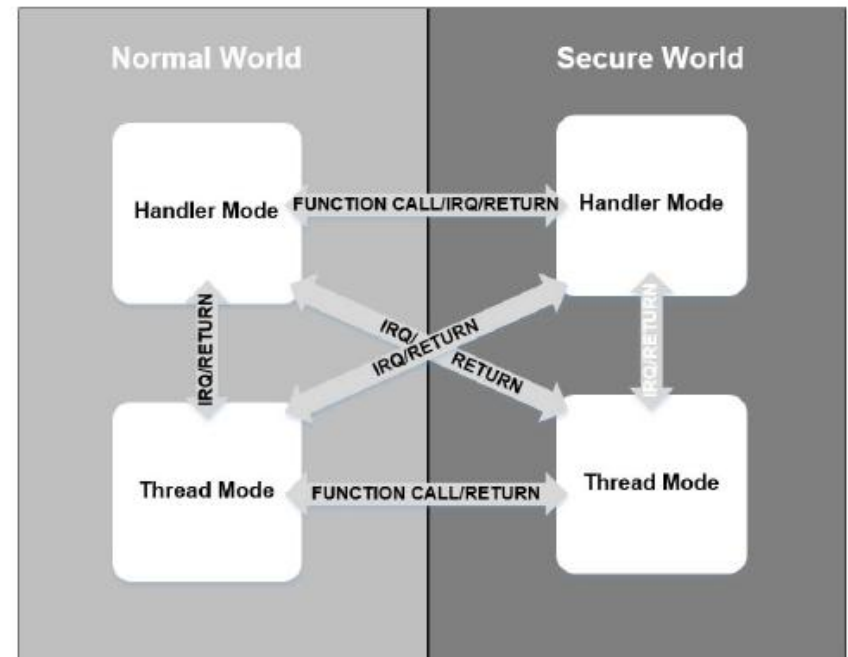 Normal World
Secure World
Handler Mode
FUNCTION CALL/IRQ/RETURN
Handler Mode
IRQ/RETURN
IRQ/
RETURN
IRQ/RETURN
IRQ/RETURN
Thread Mode
FUNCTION CALL/RETURN
Thread Mode